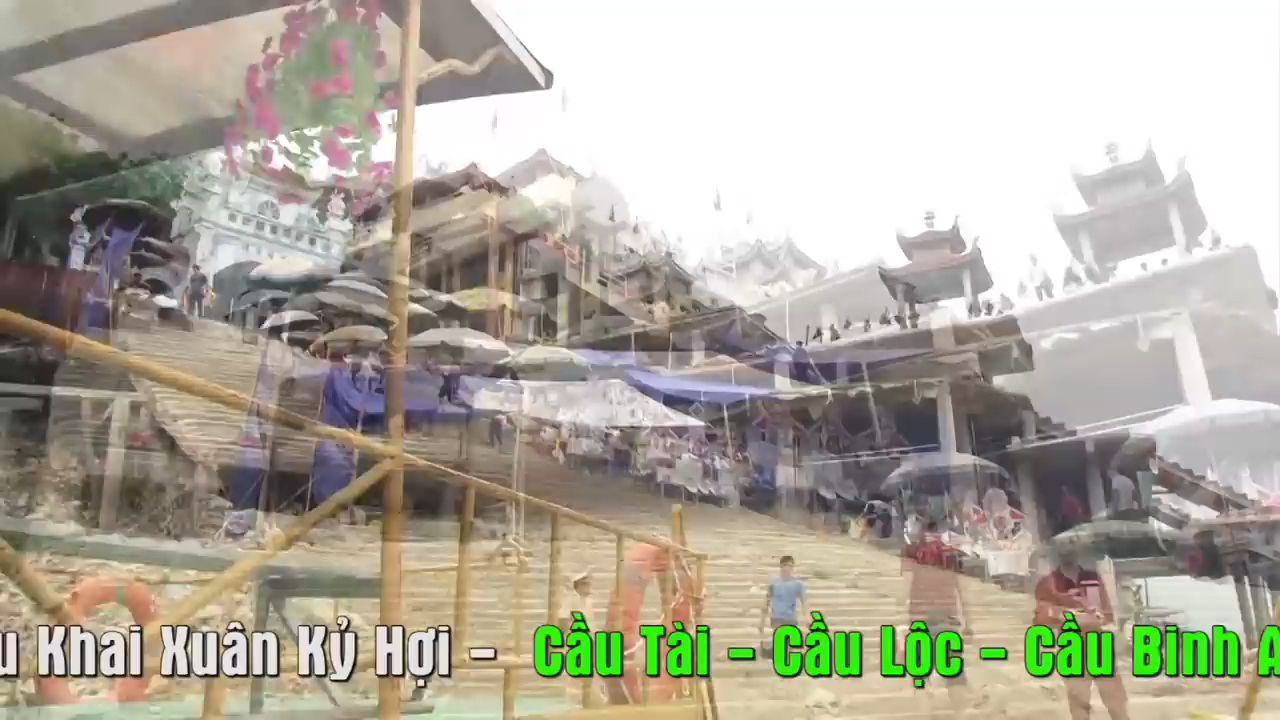 u Khai Xuân Kỷ Hợi – Cầu Tài – Cầu Lộc – Cầu Bình A